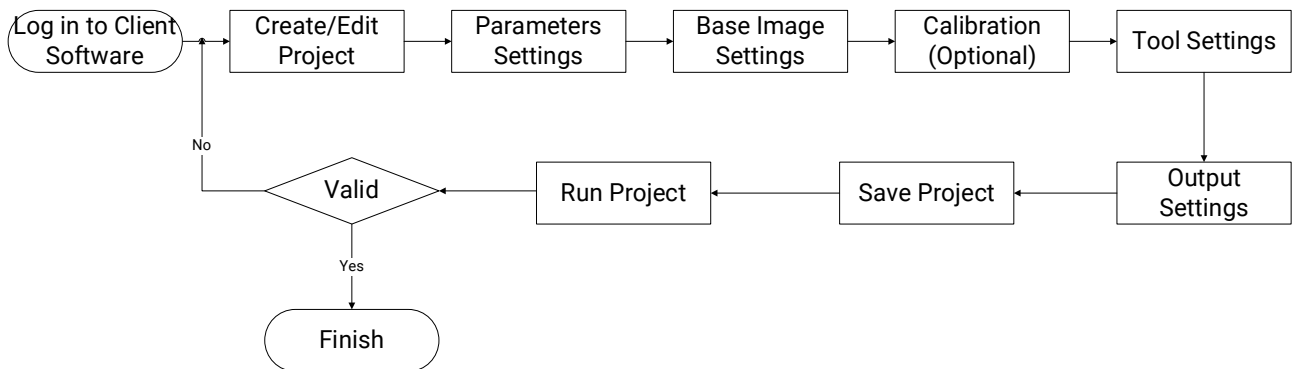 Log in to Client
Software
Create/Edit
Project
Parameters
Settings
Base Image
Settings
Calibration
(Optional)
Tool Settings
Output
Settings
Save Project
Run Project
Valid
No
Yes
Finish